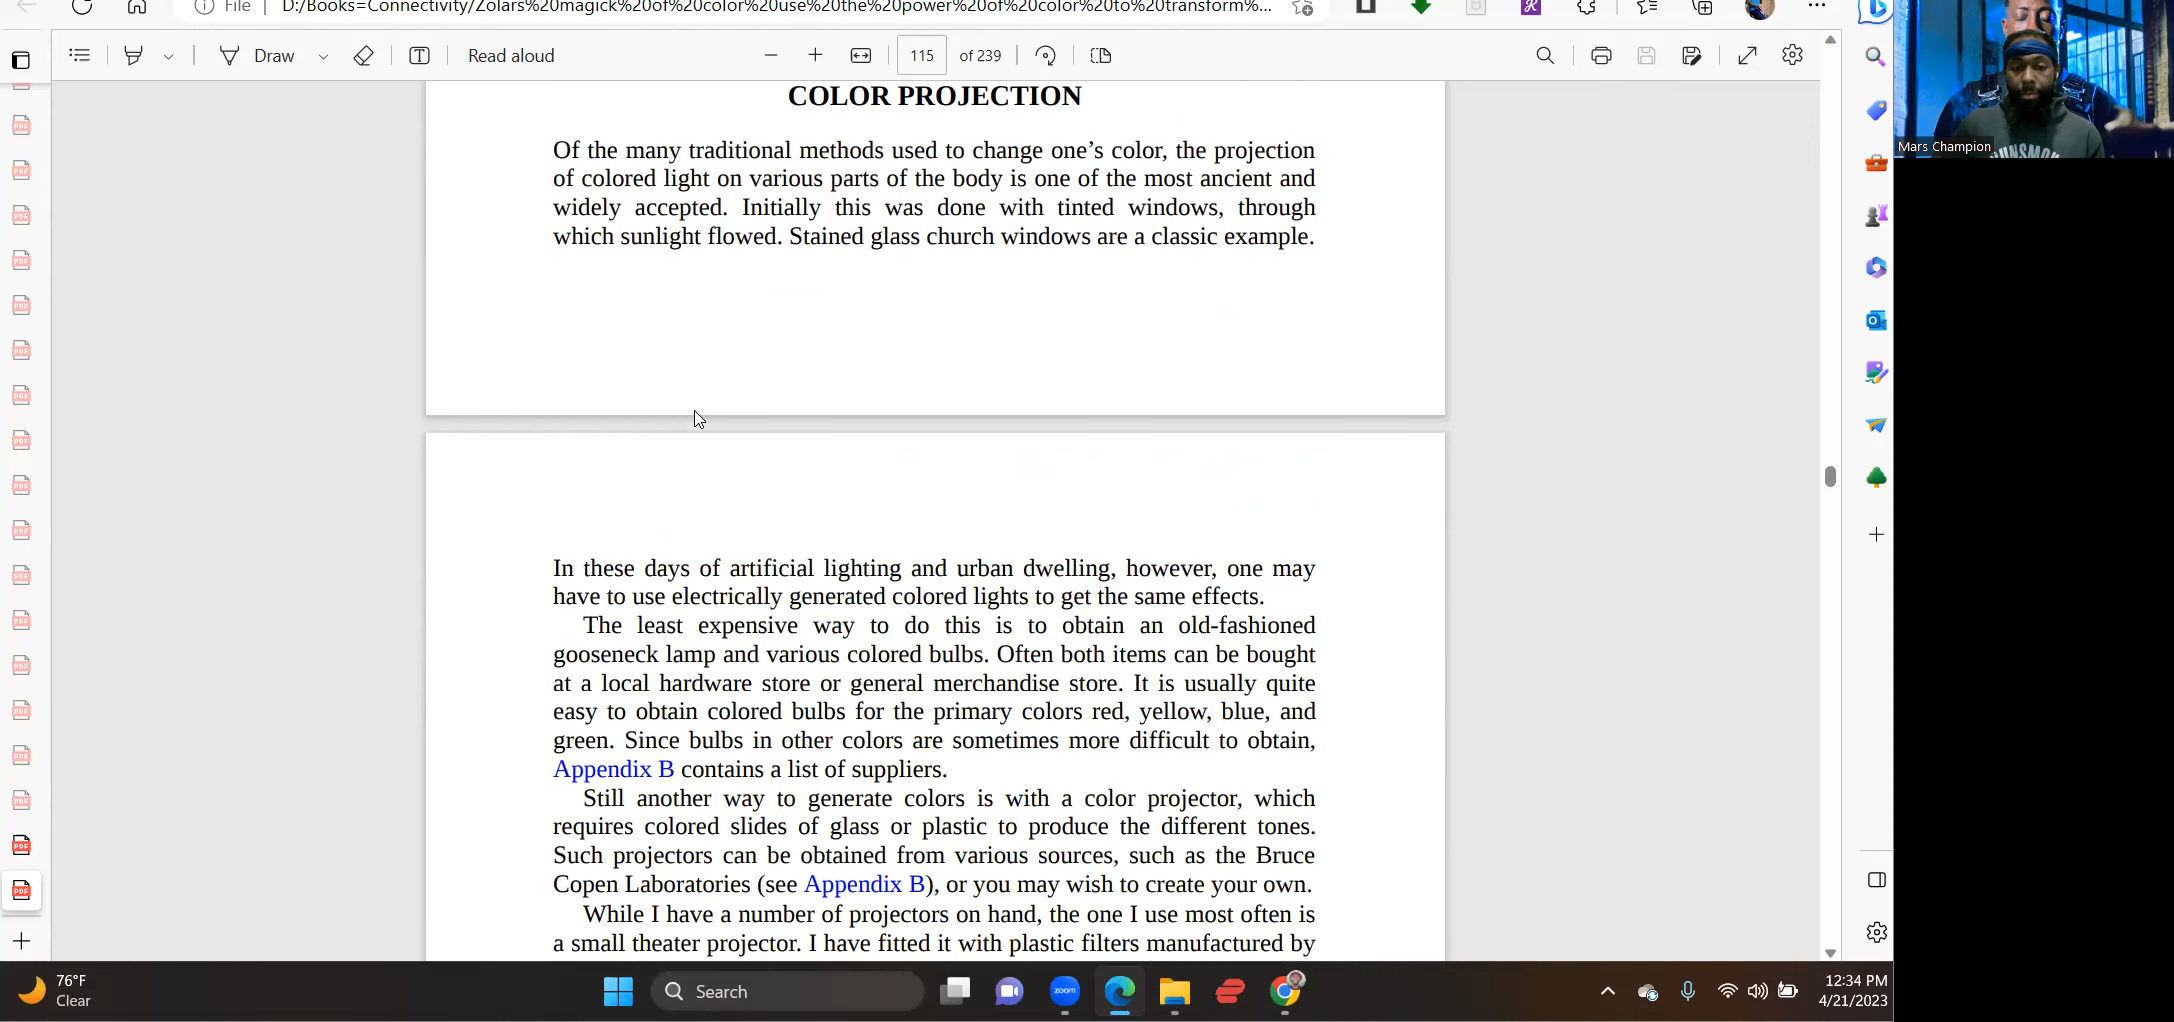 File
D:/Books=Connectivity/Zolars%20magick%20of%20color%20use%20the%20power%20of%20color%20to%20transform%...
Draw
Read aloud
115 of 239
COLOR PROJECTION
Of the many traditional methods used to change one’s color, the projection
of colored light on various parts of the body is one of the most ancient and
widely accepted. Initially this was done with tinted windows, through
which sunlight flowed. Stained glass church windows are a classic example.
In these days of artificial lighting and urban dwelling, however, one may
have to use electrically generated colored lights to get the same effects.
The least expensive way to do this is to obtain an old-fashioned
gooseneck lamp and various colored bulbs. Often both items can be bought
at a local hardware store or general merchandise store. It is usually quite
easy to obtain colored bulbs for the primary colors red, yellow, blue, and
green. Since bulbs in other colors are sometimes more difficult to obtain,
Appendix B contains a list of suppliers.
Still another way to generate colors is with a color projector, which
requires colored slides of glass or plastic to produce the different tones.
Such projectors can be obtained from various sources, such as the Bruce
Copen Laboratories (see Appendix B), or you may wish to create your own.
While I have a number of projectors on hand, the one I use most often is
a small theater projector. I have fitted it with plastic filters manufactured by
Mars Champion
76°F
Clear
Search
zoom
12:34 PM
4/21/2023